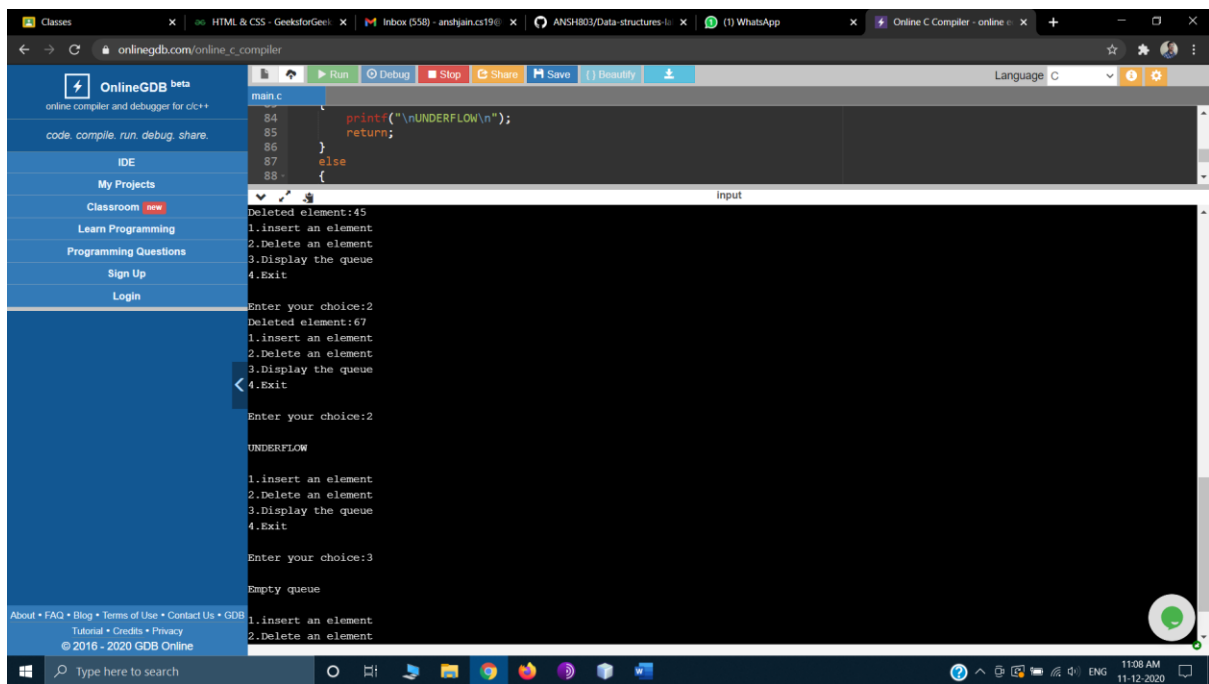 Classes
HTML & CSS - GeeksforGeek
Inbox (558) - anshjain.cs19@
ANSH803/Data-structures-la
(1) WhatsApp
Online C Compiler - online e
onlinegdb.com/online_c_compiler
OnlineGDB beta
online compiler and debugger for c/c++
code. compile. run. debug. share.
IDE
My Projects
Classroom new
Learn Programming
Programming Questions
Sign Up
Login
About • FAQ • Blog • Terms of Use • Contact Us • GDB
Tutorial • Credits • Privacy
© 2016 - 2020 GDB Online
Run Debug Stop Share Save { } Beautify
Language C
main.c
84 printf("\nUNDERFLOW\n");
85 return;
86 }
87 else
88 {
input
Deleted element:45
1.insert an element
2.Delete an element
3.Display the queue
4.Exit
Enter your choice:2
Deleted element:67
1.insert an element
2.Delete an element
3.Display the queue
4.Exit
Enter your choice:2
UNDERFLOW
1.insert an element
2.Delete an element
3.Display the queue
4.Exit
Enter your choice:3
Empty queue
1.insert an element
2.Delete an element
Type here to search
ENG
11:08 AM
11-12-2020